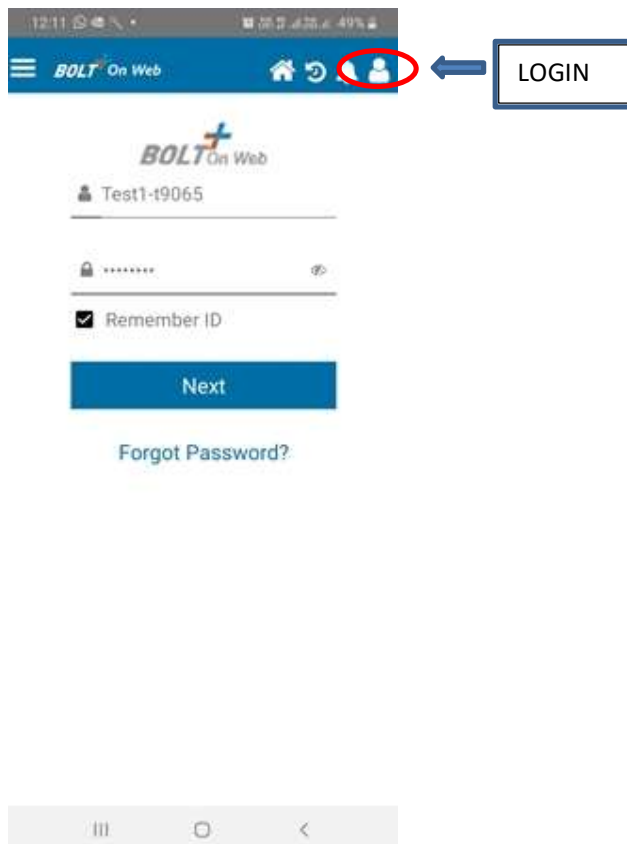 12:11 49%
BOLT On Web
LOGIN
BOLT On Web
Test1-t9065
Remember ID
Next
Forgot Password?